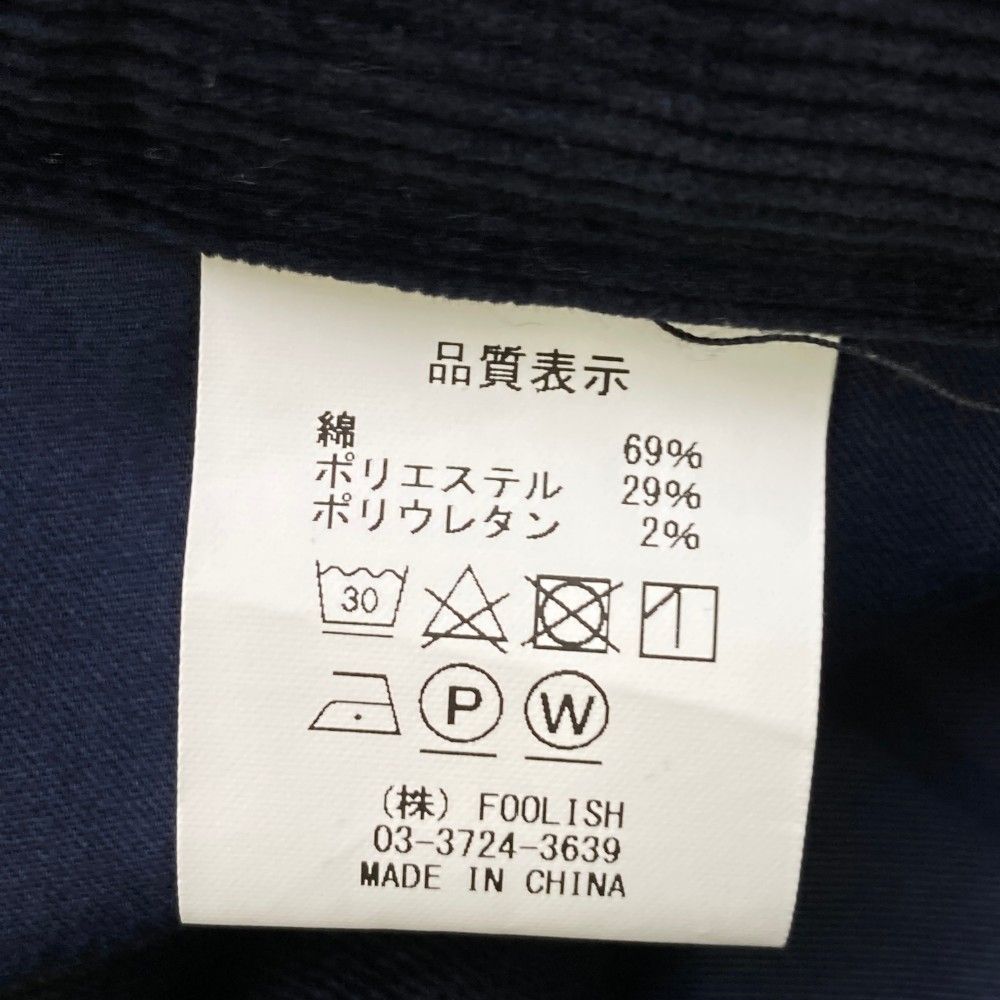 品質表示
綿 69%
ポリエステル 29%
ポリウレタン 2%
30
P W
(株) FOOLISH
03-3724-3639
MADE IN CHINA